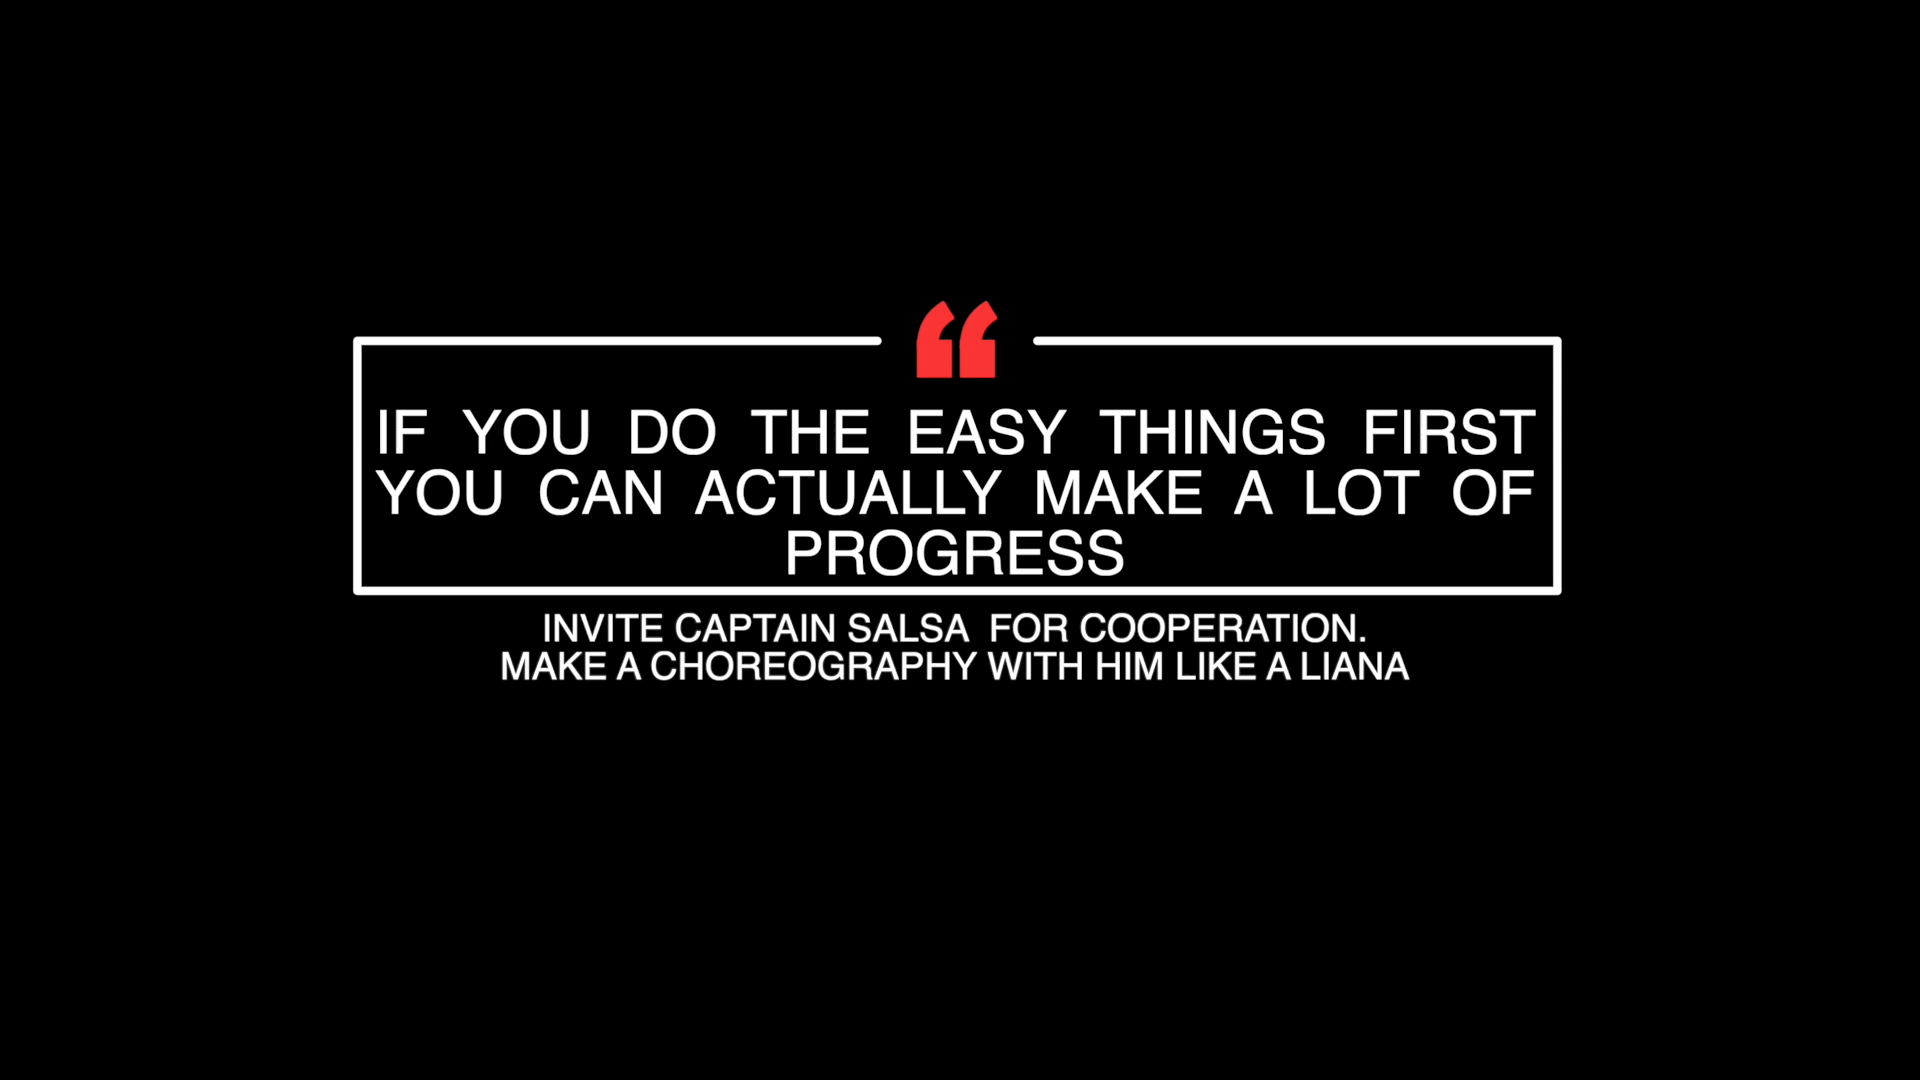 IF YOU DO THE EASY THINGS FIRST
YOU CAN ACTUALLY MAKE A LOT OF
PROGRESS
INVITE CAPTAIN SALSA  FOR COOPERATION.
MAKE A CHOREOGRAPHY WITH HIM LIKE A LIANA